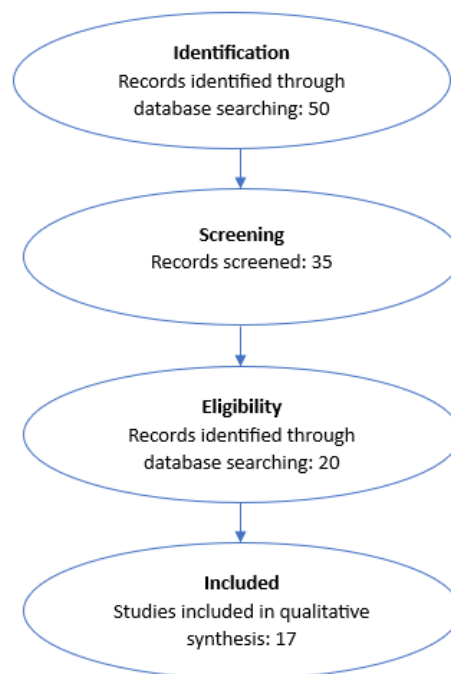 Identification
Records identified through
database searching: 50
Screening
Records screened: 35
Eligibility
Records identified through
database searching: 20
Included
Studies included in qualitative
synthesis: 17